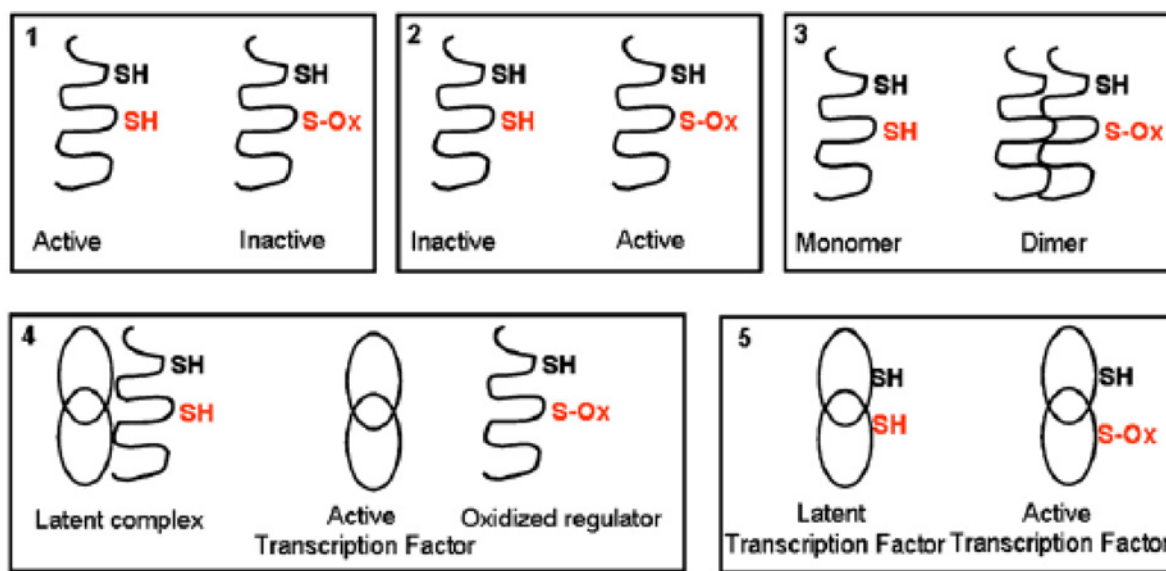 1
SH
SH
SH
S-Ox
Active
Inactive
2
SH
SH
SH
S-Ox
Inactive
Active
3
SH
SH
SH
S-Ox
Monomer
Dimer
4
SH
SH
SH
S-Ox
Latent complex
Active
Transcription Factor
Oxidized regulator
5
SH
SH
SH
S-Ox
Latent
Transcription Factor
Active
Transcription Factor